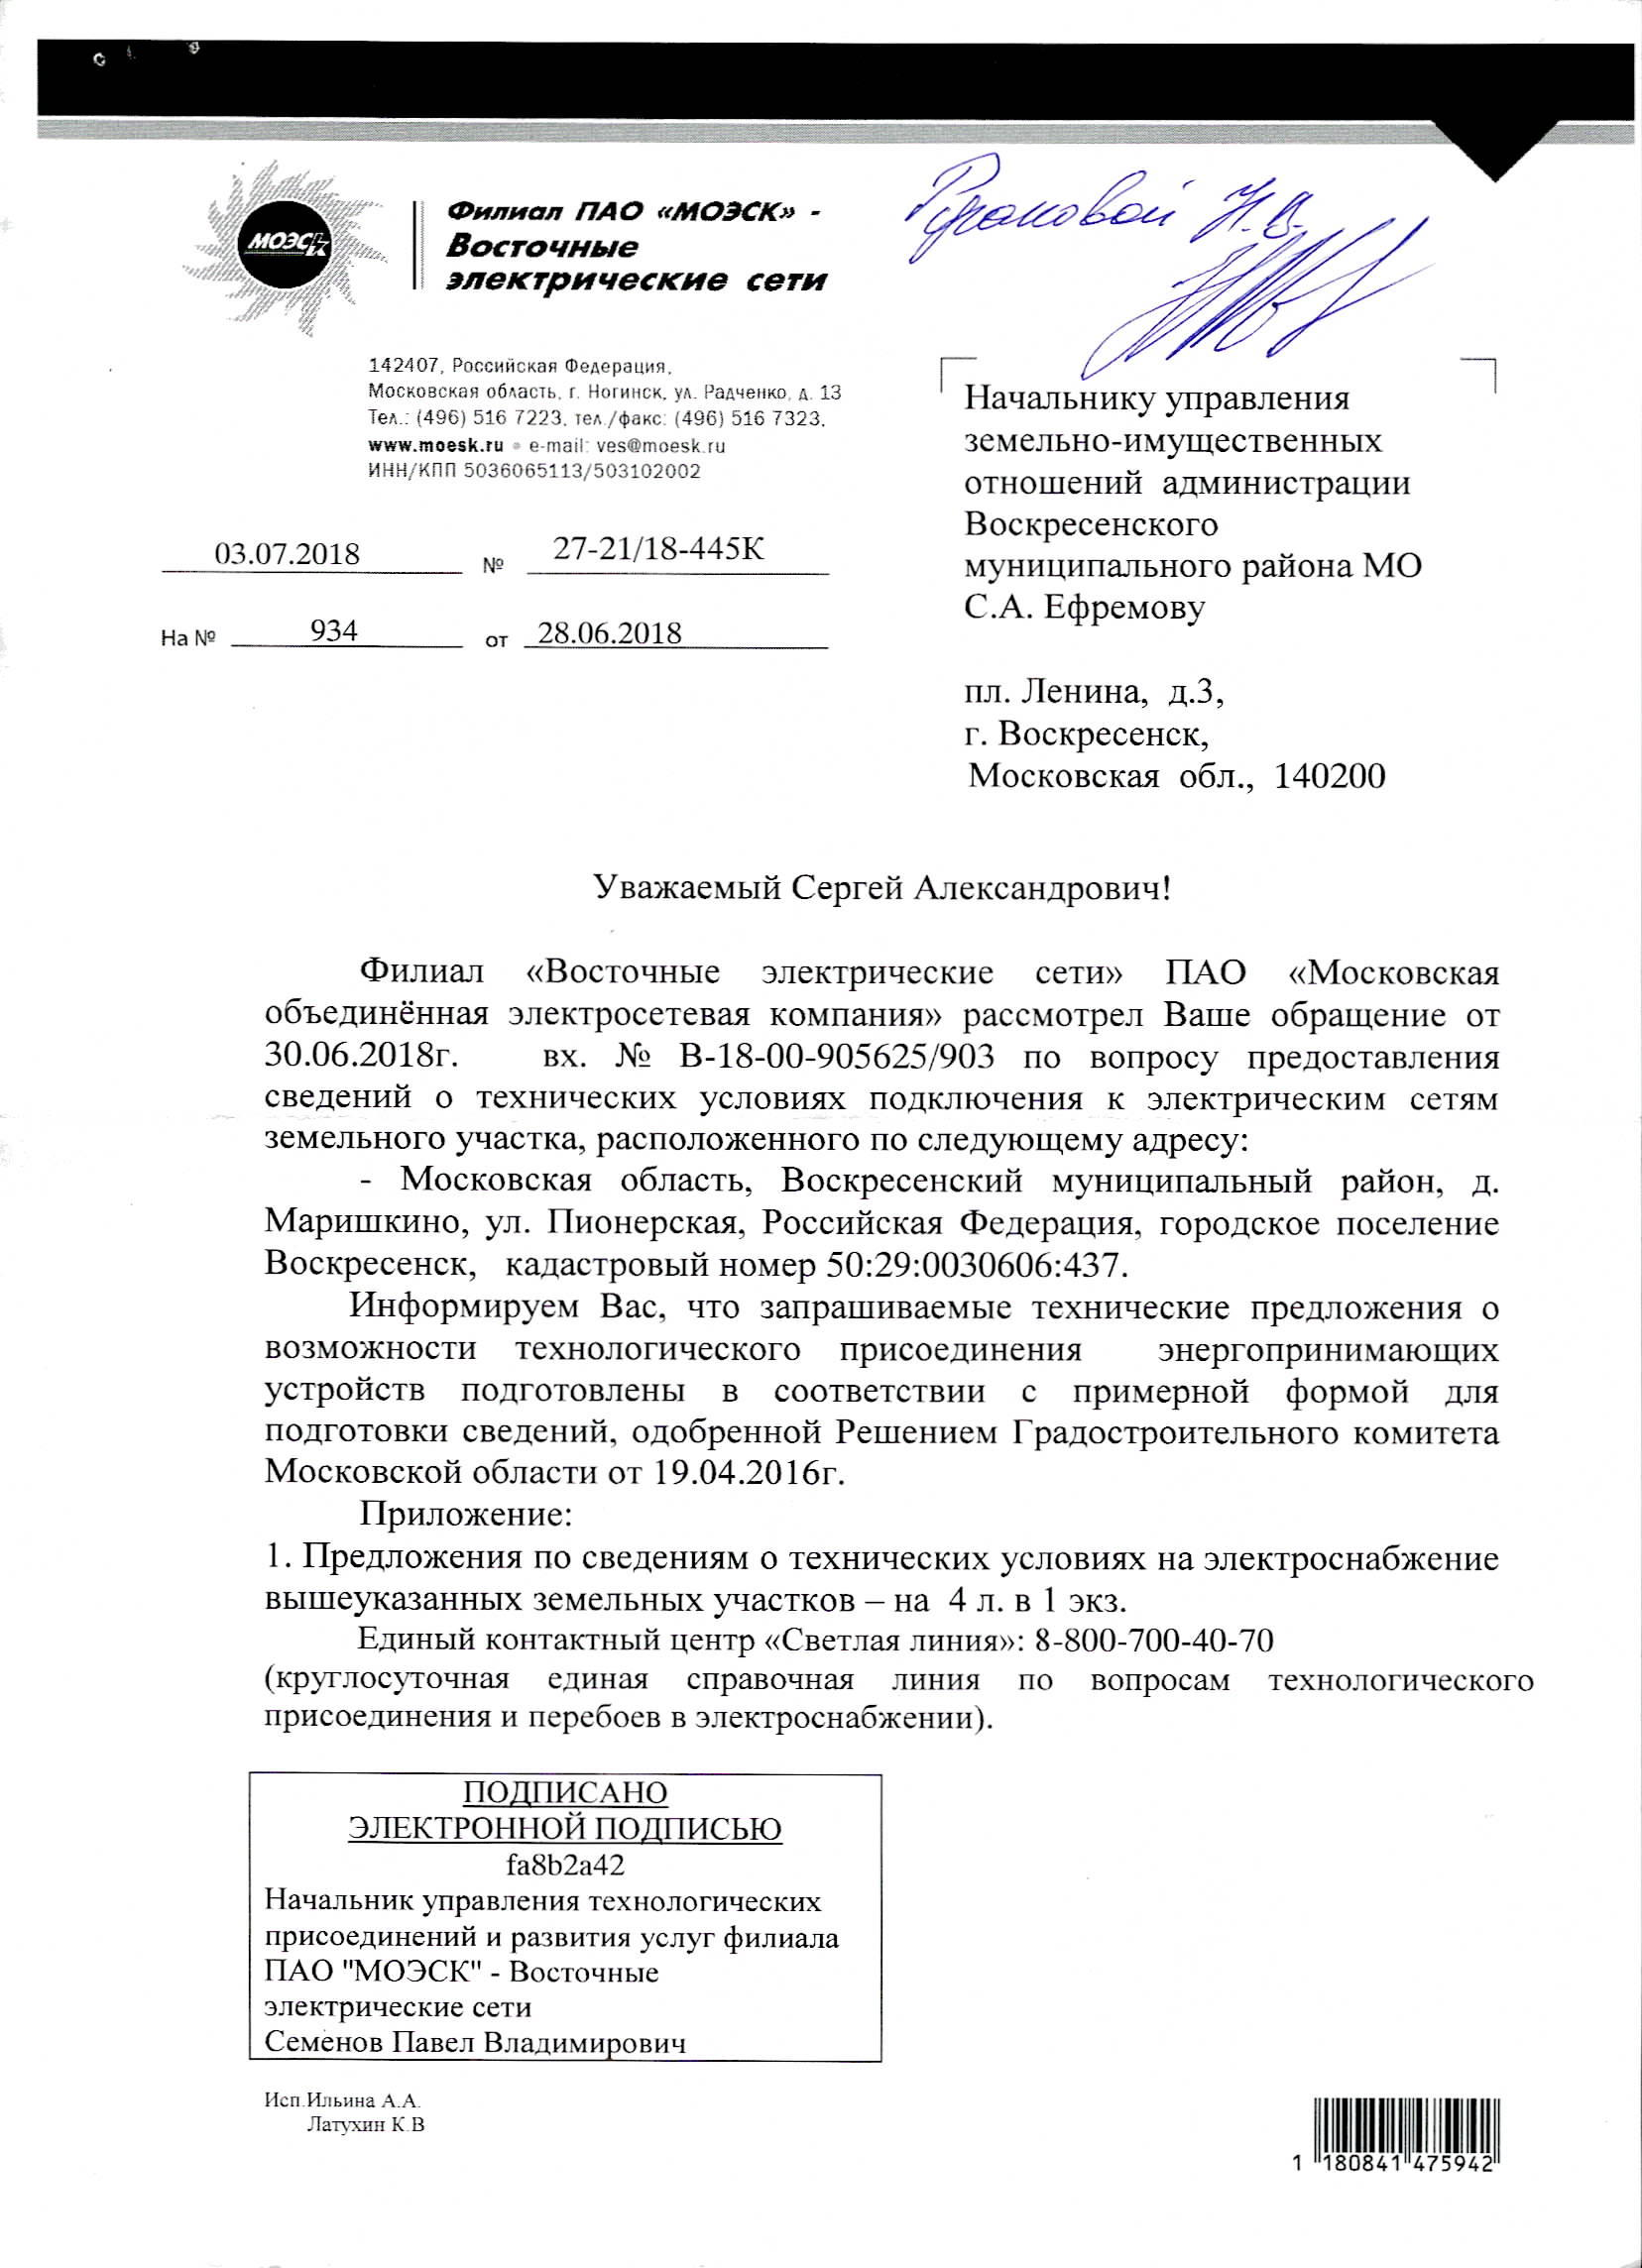 МОЭСК
Филиал ПАО «МОЭСК» -
Восточные
электрические сети
142407, Российская Федерация,
Московская область, г. Ногинск, ул. Радченко, д. 13
Тел.: (496) 516 7223, тел./факс: (496) 516 7323,
www.moesk.ru • e-mail: ves@moesk.ru
ИНН/КПП 5036065113/503102002
03.07.2018 № 27-21/18-445К
На № 934 от 28.06.2018
Н.В.
Начальнику управления
земельно-имущественных
отношений администрации
Воскресенского
муниципального района МО
С.А. Ефремову
пл. Ленина, д.3,
г. Воскресенск,
Московская обл., 140200
Уважаемый Сергей Александрович!
Филиал «Восточные электрические сети» ПАО «Московская
объединённая электросетевая компания» рассмотрел Ваше обращение от
30.06.2018г. вх. № В-18-00-905625/903 по вопросу предоставления
сведений о технических условиях подключения к электрическим сетям
земельного участка, расположенного по следующему адресу:
- Московская область, Воскресенский муниципальный район, д.
Маришкино, ул. Пионерская, Российская Федерация, городское поселение
Воскресенск, кадастровый номер 50:29:0030606:437.
Информируем Вас, что запрашиваемые технические предложения о
возможности технологического присоединения энергопринимающих
устройств подготовлены в соответствии с примерной формой для
подготовки сведений, одобренной Решением Градостроительного комитета
Московской области от 19.04.2016г.
Приложение:
1. Предложения по сведениям о технических условиях на электроснабжение
вышеуказанных земельных участков – на 4 л. в 1 экз.
Единый контактный центр «Светлая линия»: 8-800-700-40-70
(круглосуточная единая справочная линия по вопросам технологического
присоединения и перебоев в электроснабжении).
ПОДПИСАНО
ЭЛЕКТРОННОЙ ПОДПИСЬЮ
fa8b2a42
Начальник управления технологических
присоединений и развития услуг филиала
ПАО "МОЭСК" - Восточные
электрические сети
Семенов Павел Владимирович
Исп.Ильина А.А.
Латухин К.В
1 180841 475942